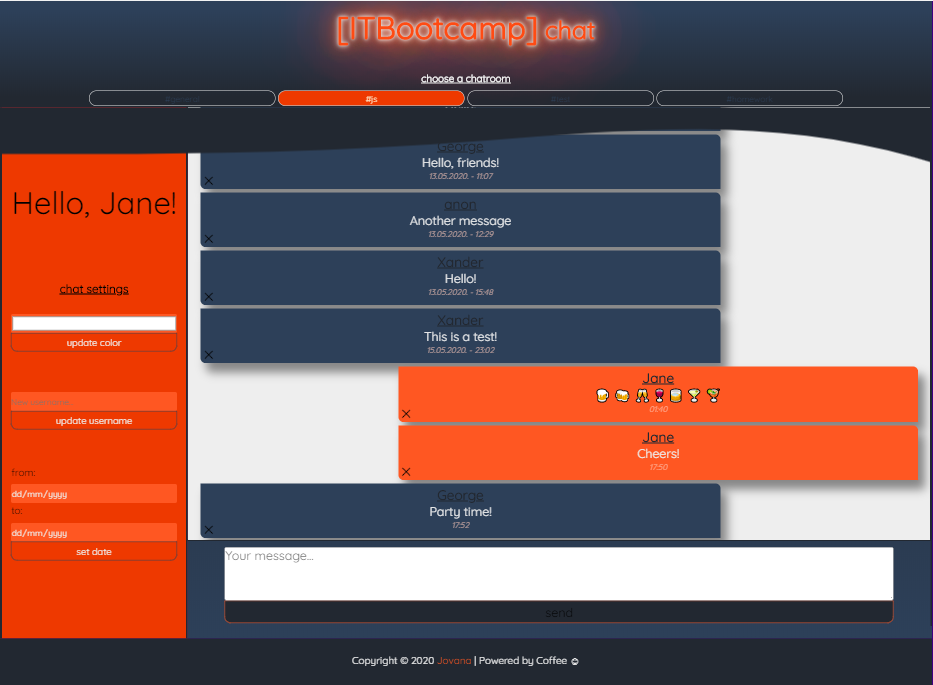 [ITBootcamp] chat
choose a chatroom
#general
#js
Hello, Jane!
chat settings
update color
update username
from:
dd/mm/yyyy
to:
dd/mm/yyyy
set date
George
Hello, friends!
13.05.2020. - 11:07
anon
Another message
13.05.2020. - 12:29
Xander
Hello!
13.05.2020. - 15:48
Xander
This is a test!
15.05.2020. - 23:02
Jane
01:40
Jane
Cheers!
17:50
George
Party time!
17:52
Your message...
send
Copyright © 2020 Jovana | Powered by Coffee ☺